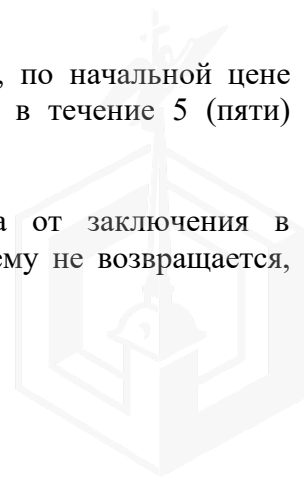 , по начальной цене
в течение 5 (пяти)
от заключения в
ему не возвращается,